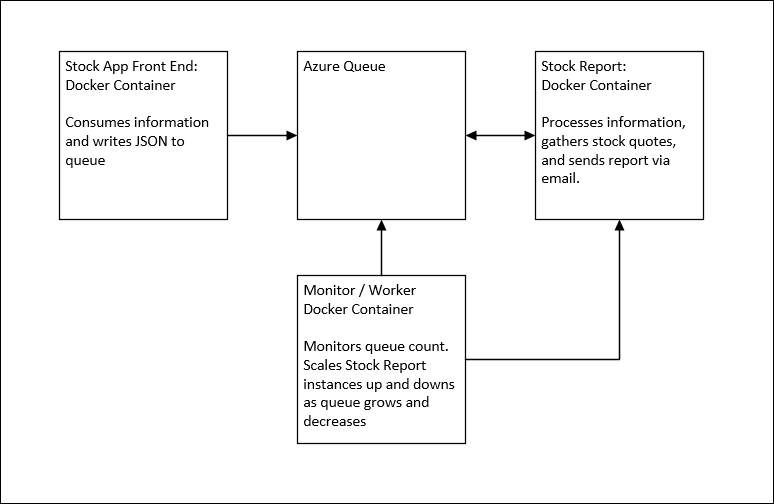 Stock App Front End:
Docker Container
Consumes information
and writes JSON to
queue
Azure Queue
Stock Report:
Docker Container
Processes information,
gathers stock quotes,
and sends report via
email.
Monitor / Worker
Docker Container
Monitors queue count.
Scales Stock Report
instances up and downs
as queue grows and
decreases